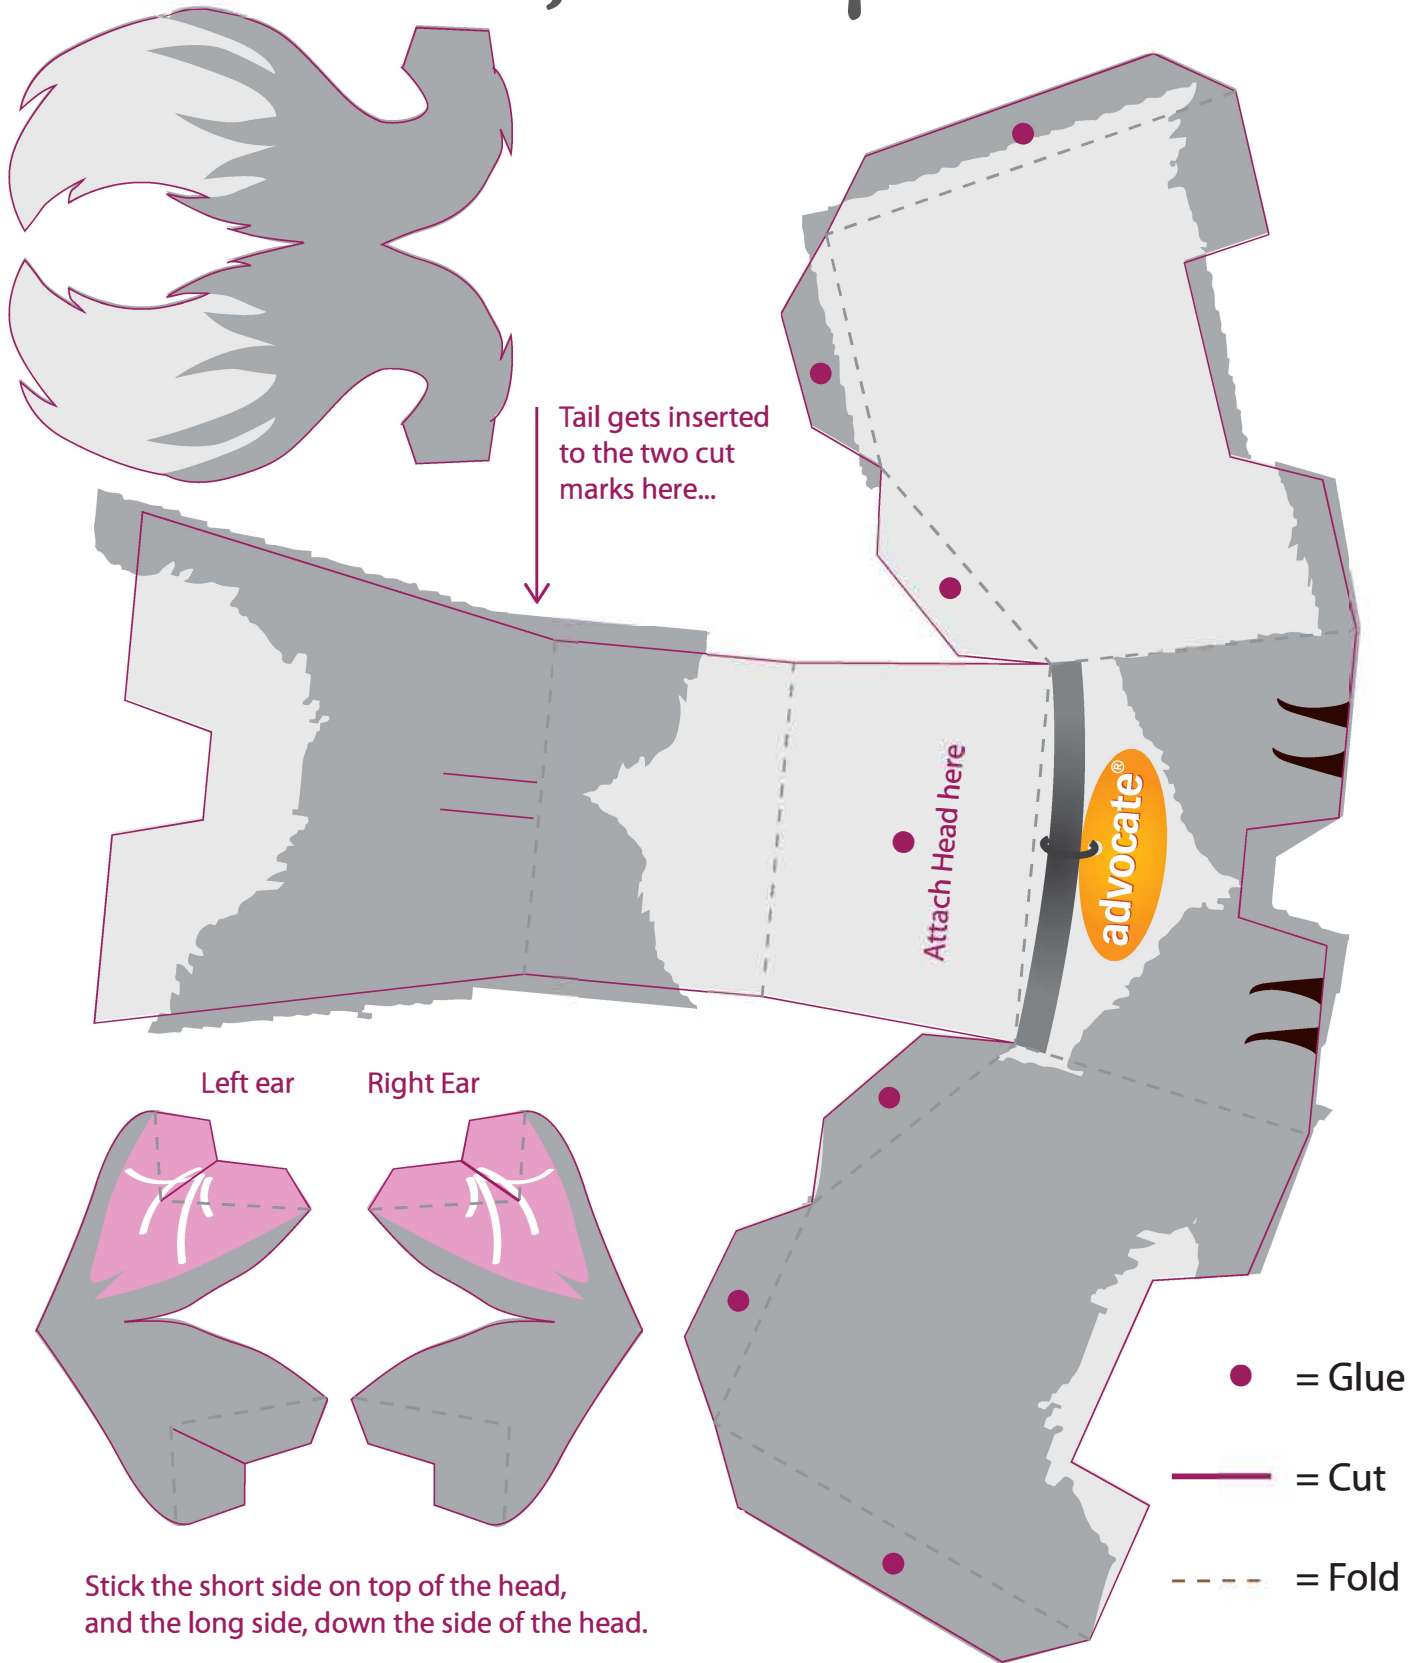 Tail gets inserted
to the two cut
marks here...
Attach Head here
advocate®
Left ear
Right Ear
= Glue
= Cut
= Fold
Stick the short side on top of the head,
and the long side, down the side of the head.